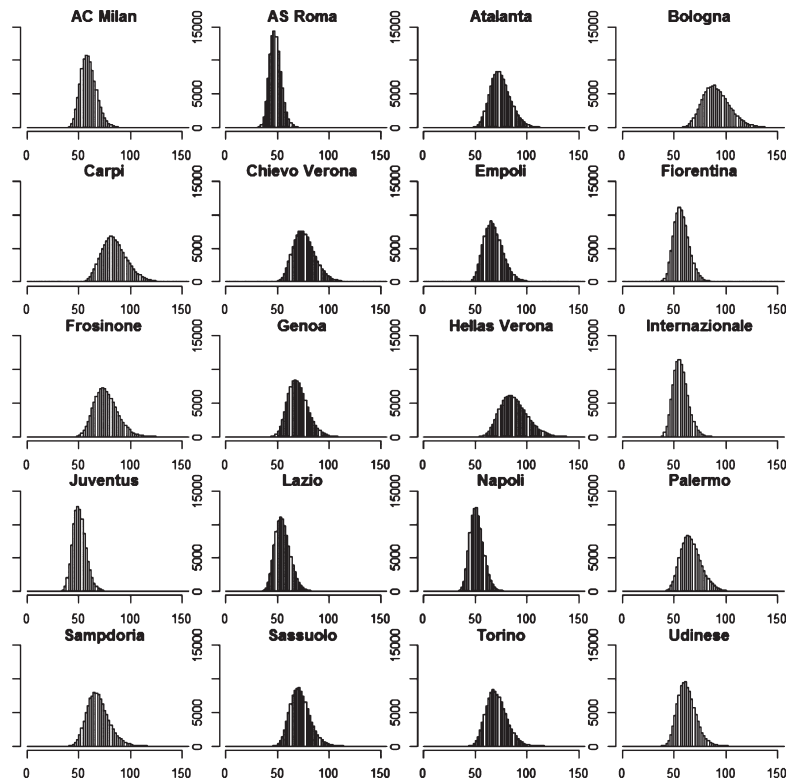 AC Milan AS Roma Atalanta Bologna
15000 15000 15000
5000 5000 5000
0 0 0
0 50 100 150 0 50 100 150 0 50 100 150 0 50 100 150
Carpi Chievo Verona Empoli Fiorentina
15000 15000 15000
5000 5000 5000
0 0 0
0 50 100 150 0 50 100 150 0 50 100 150 0 50 100 150
Frosinone Genoa Hellas Verona Internazionale
15000 15000 15000
5000 5000 5000
0 0 0
0 50 100 150 0 50 100 150 0 50 100 150 0 50 100 150
Juventus Lazio Napoli Palermo
15000 15000 15000
5000 5000 5000
0 0 0
0 50 100 150 0 50 100 150 0 50 100 150 0 50 100 150
Sampdoria Sassuolo Torino Udinese
15000 15000 15000
5000 5000 5000
0 0 0
0 50 100 150 0 50 100 150 0 50 100 150 0 50 100 150